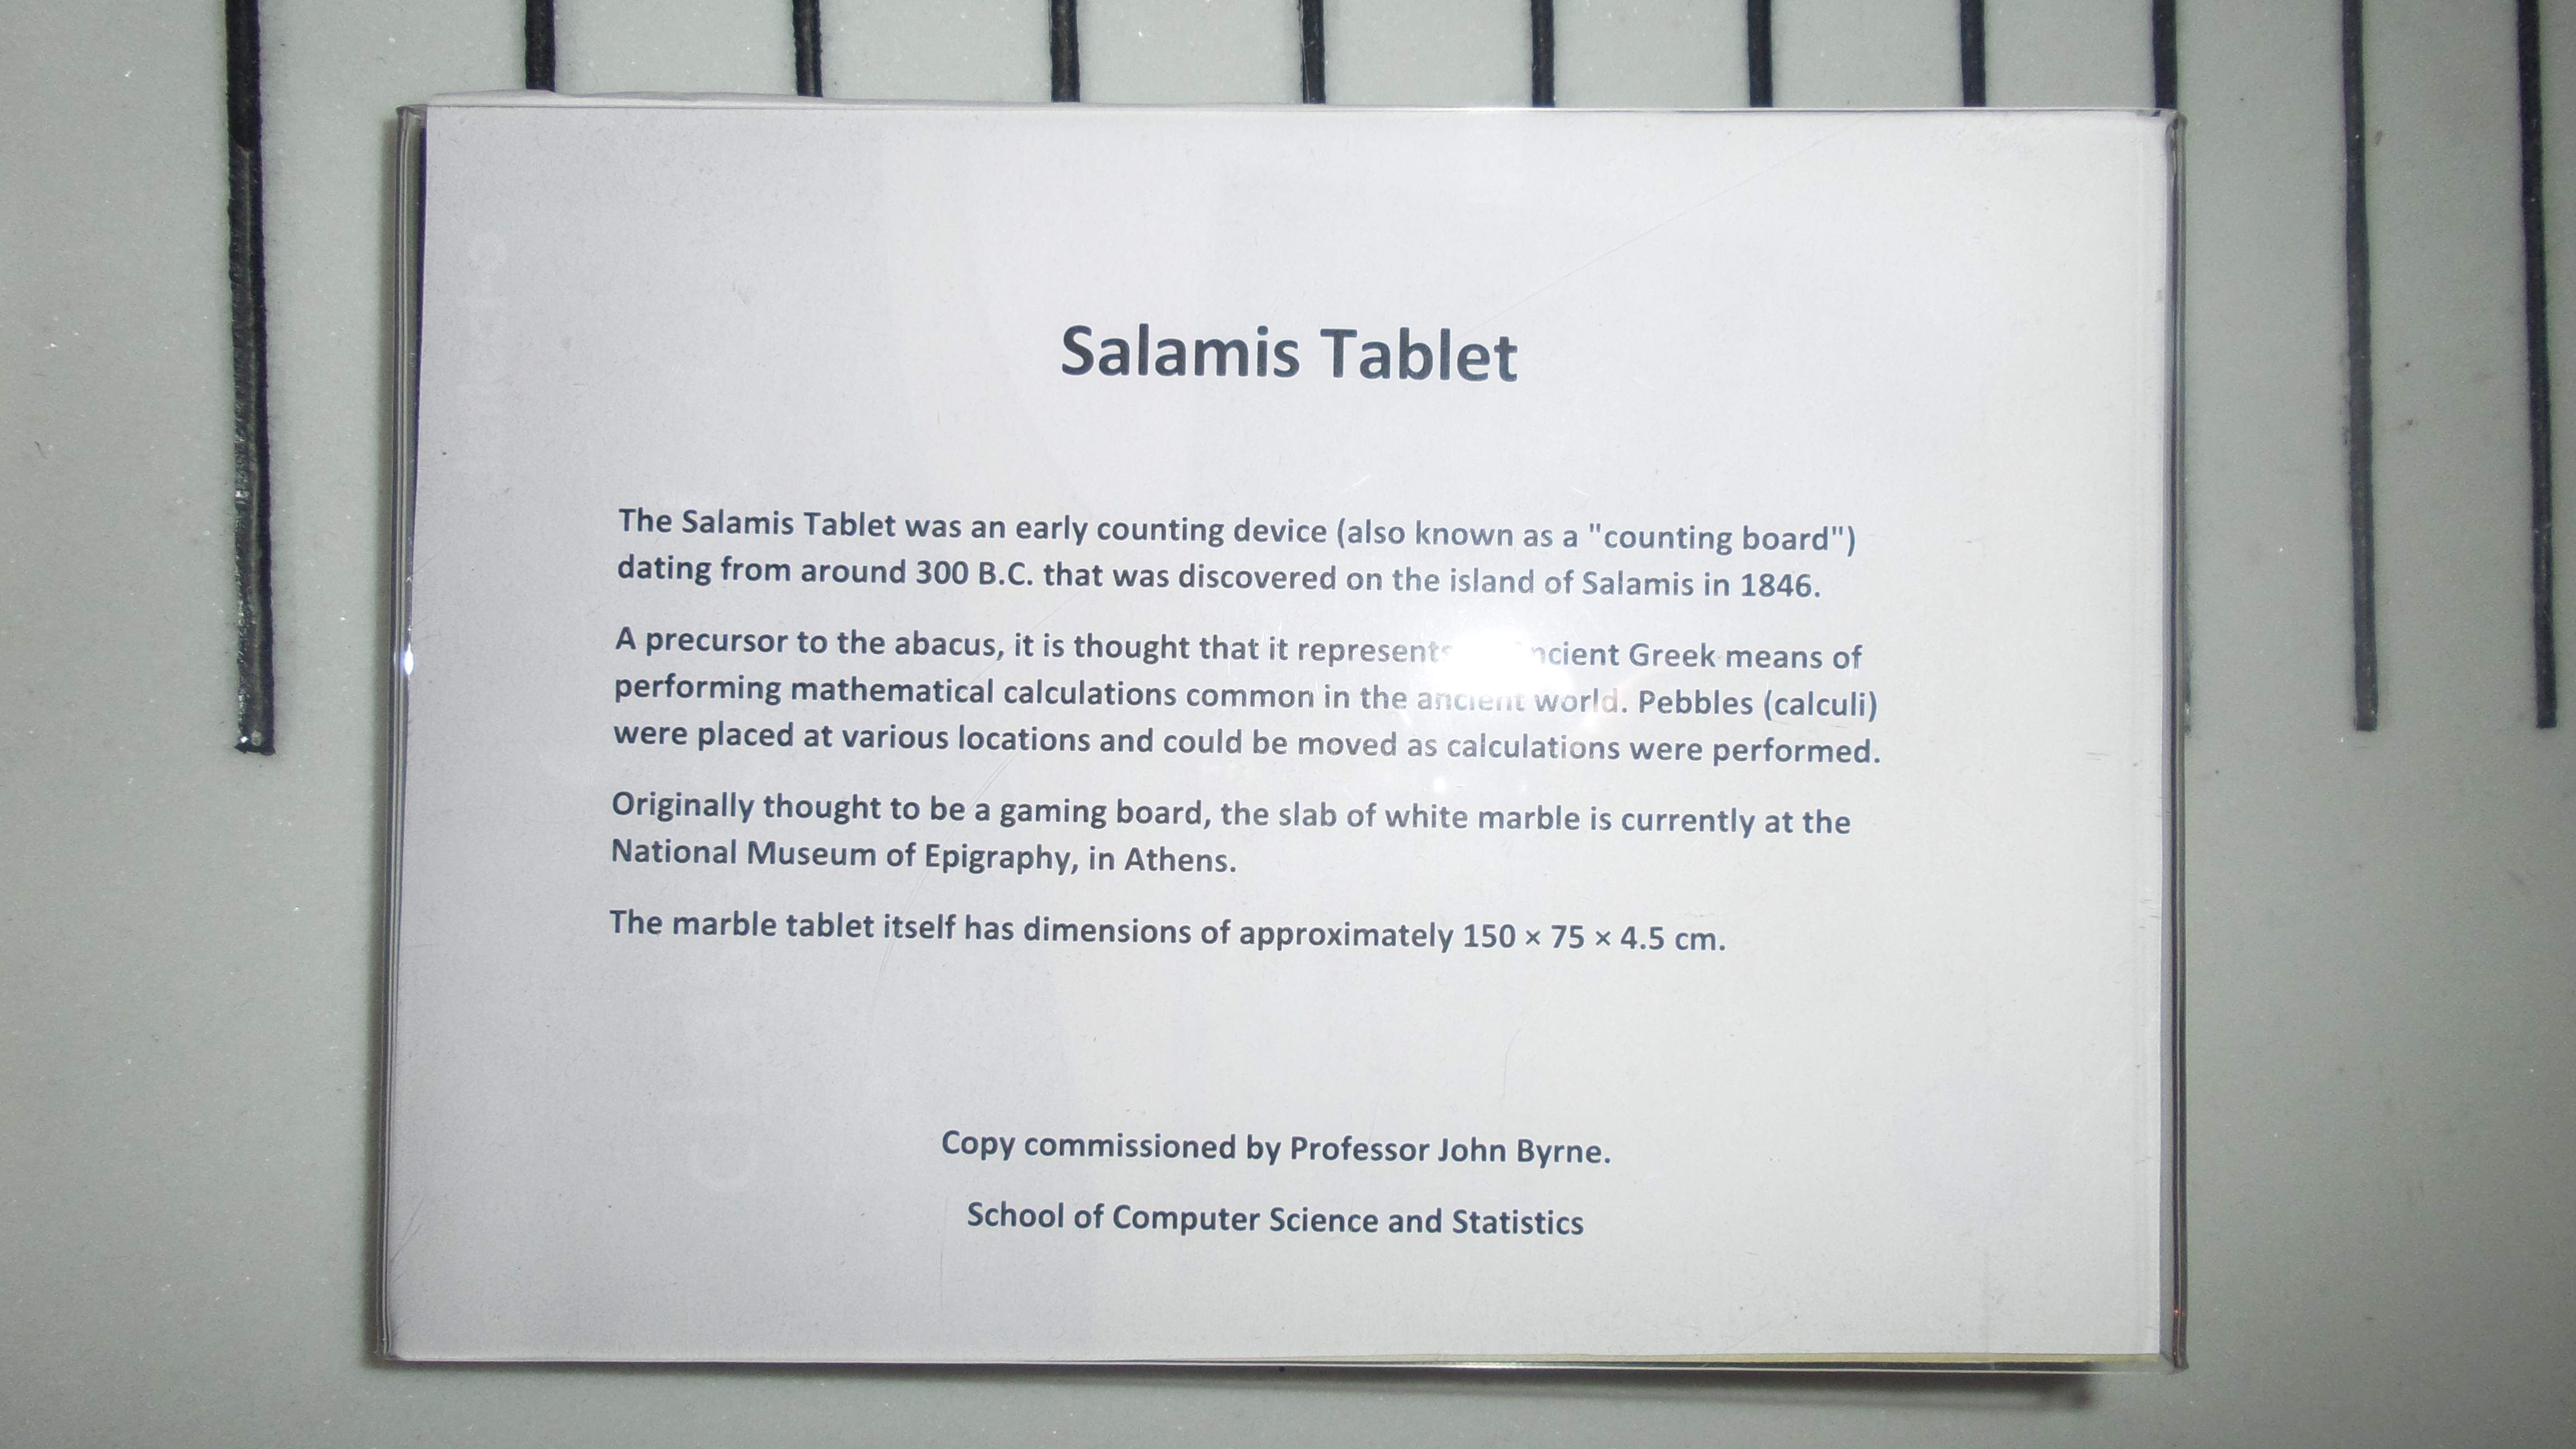 Salamis Tablet
The Salamis Tablet was an early counting device (also known as a "counting board")
dating from around 300 B.C. that was discovered on the island of Salamis in 1846.
A precursor to the abacus, it is thought that it represents Greek means of
performing mathematical calculations common in the ancient world. Pebbles (calculi)
were placed at various locations and could be moved as calculations were performed.
Originally thought to be a gaming board, the slab of white marble is currently at the
National Museum of Epigraphy, in Athens.
The marble tablet itself has dimensions of approximately 150 × 75 × 4.5 cm.
Copy commissioned by Professor John Byrne.
School of Computer Science and Statistics